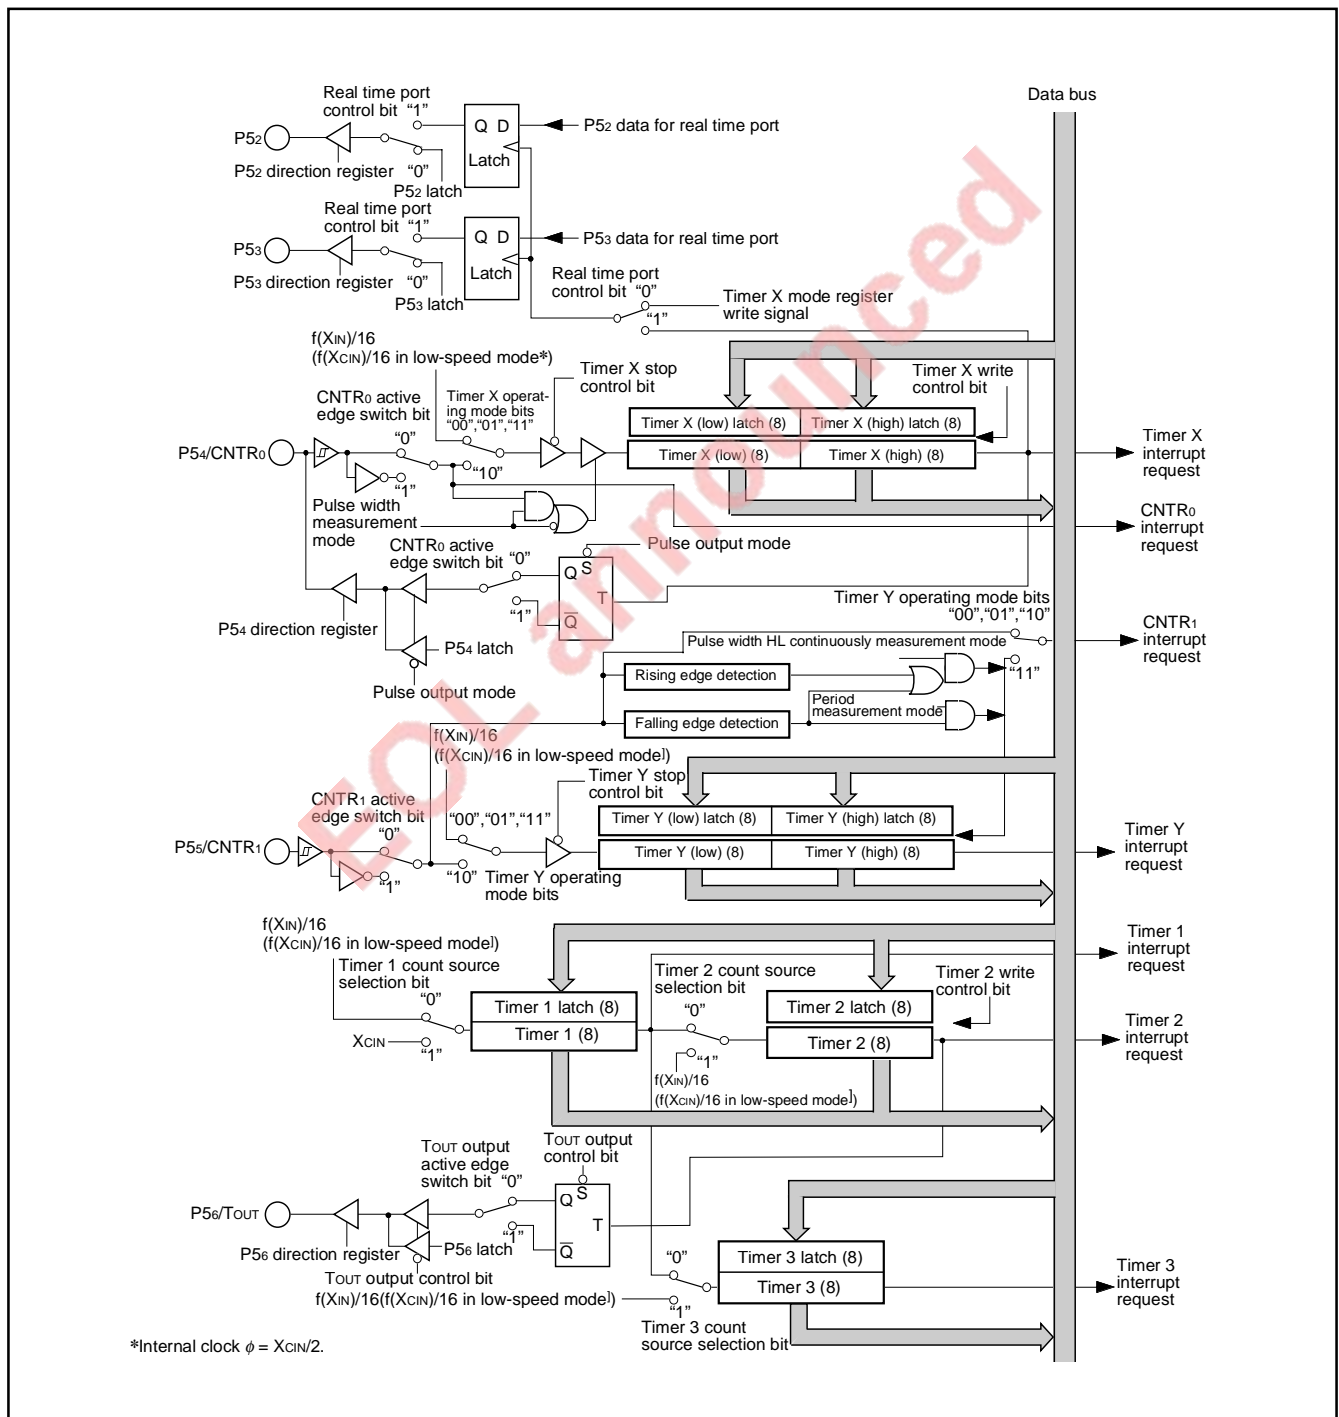 Data bus
Real time port
control bit “1”
Q D
P52 data for real time port
P52
Latch
P52 direction register “0”
P52 latch
Real time port
control bit “1”
Q D
P53 data for real time port
P53
Latch
P53 direction register “0”
P53 latch
Real time port
control bit “0”
Timer X mode register
write signal
“1”
f(XIN)/16
(f(XCIN)/16 in low-speed mode*)
Timer X stop
control bit
Timer X write
control bit
CNTR0 active
edge switch bit
Timer X operat-
ing mode bits
“00”,“01”,“11”
Timer X (low) latch (8)
Timer X (high) latch (8)
“0”
P54/CNTR0
Timer X (low) (8)
Timer X (high) (8)
Timer X
interrupt
request
“10”
“1”
Pulse width
measurement
mode
CNTR0
interrupt
request
CNTR0 active
edge switch bit “0”
Pulse output mode
Q S
T
“1”
Q
P54 direction register
P54 latch
Pulse output mode
Timer Y operating mode bits
“00”,“01”,“10”
CNTR1
interrupt
request
Pulse width HL continuously measurement mode
“11”
Rising edge detection
Period
measurement mode
Falling edge detection
f(XIN)/16
(f(XCIN)/16 in low-speed mode])
Timer Y stop
control bit
CNTR1 active
edge switch bit
“0”
“00”,“01”,“11”
Timer Y (low) latch (8)
Timer Y (high) latch (8)
P55/CNTR1
Timer Y (low) (8)
Timer Y (high) (8)
Timer Y
interrupt
request
“1”
“10” Timer Y operating
mode bits
f(XIN)/16
(f(XCIN)/16 in low-speed mode])
Timer 1
interrupt
request
Timer 1 count source
selection bit
“0”
Timer 2 count source
selection bit
“0”
Timer 2 write
control bit
Timer 1 latch (8)
Timer 2 latch (8)
Timer 1 (8)
Timer 2 (8)
XCIN
“1”
“1”
f(XIN)/16
(f(XCIN)/16 in low-speed mode])
Timer 2
interrupt
request
TOUT output
active edge
switch bit “0”
TOUT output
control bit
Q S
T
P56/TOUT
“1”
Q
P56 direction register
P56 latch
TOUT output control bit
f(XIN)/16(f(XCIN)/16 in low-speed mode])
“0”
Timer 3 latch (8)
Timer 3 (8)
“1”
Timer 3 count
source selection bit
Timer 3
interrupt
request
*Internal clock ϕ = XCIN/2.
EOL announced